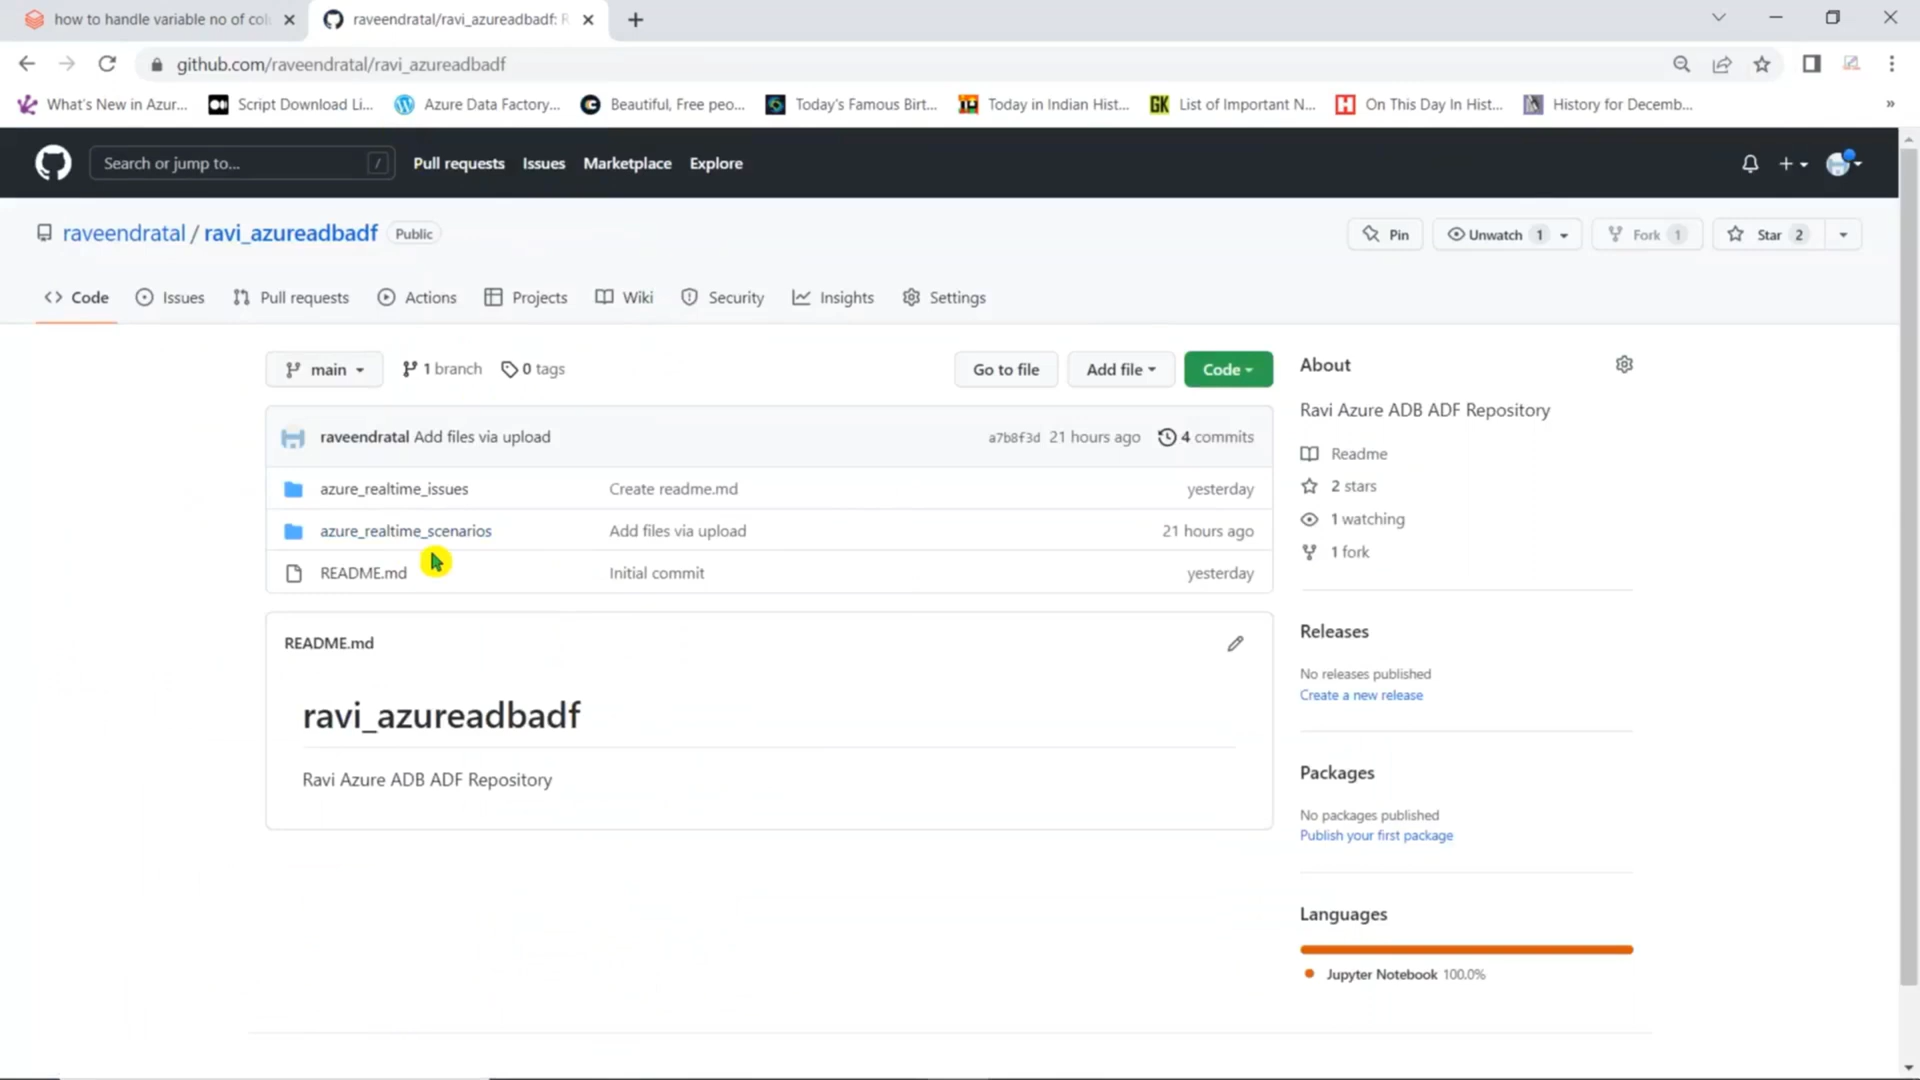 how to handle variable no of col
raveendratal/ravi_azureadbadf: R
github.com/raveendratal/ravi_azureadbadf
What's New in Azur...
Script Download Li...
Azure Data Factory...
Beautiful, Free peo...
Today's Famous Birt...
Today in Indian Hist...
List of Important N...
On This Day In Hist...
History for Decemb...
»
Search or jump to...
/
Pull requests
Issues
Marketplace
Explore
raveendratal / ravi_azureadbadf
Public
Pin
Unwatch 1
Fork 1
Star 2
Code
Issues
Pull requests
Actions
Projects
Wiki
Security
Insights
Settings
main
1 branch
0 tags
Go to file
Add file
Code
raveendratal Add files via upload
a7b8f3d 21 hours ago
4 commits
azure_realtime_issues
Create readme.md
yesterday
azure_realtime_scenarios
Add files via upload
21 hours ago
README.md
Initial commit
yesterday
README.md
ravi_azureadbadf
Ravi Azure ADB ADF Repository
About
Ravi Azure ADB ADF Repository
Readme
2 stars
1 watching
1 fork
Releases
No releases published
Create a new release
Packages
No packages published
Publish your first package
Languages
Jupyter Notebook 100.0%